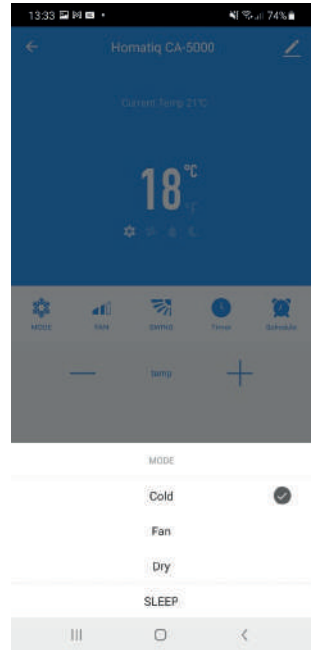 13:33 74%
Homatiq CA-5000
Current Temp 21°C
18 °C
°F
MODE FAN SWING Timer Schedule
temp
MODE
Cold
Fan
Dry
SLEEP